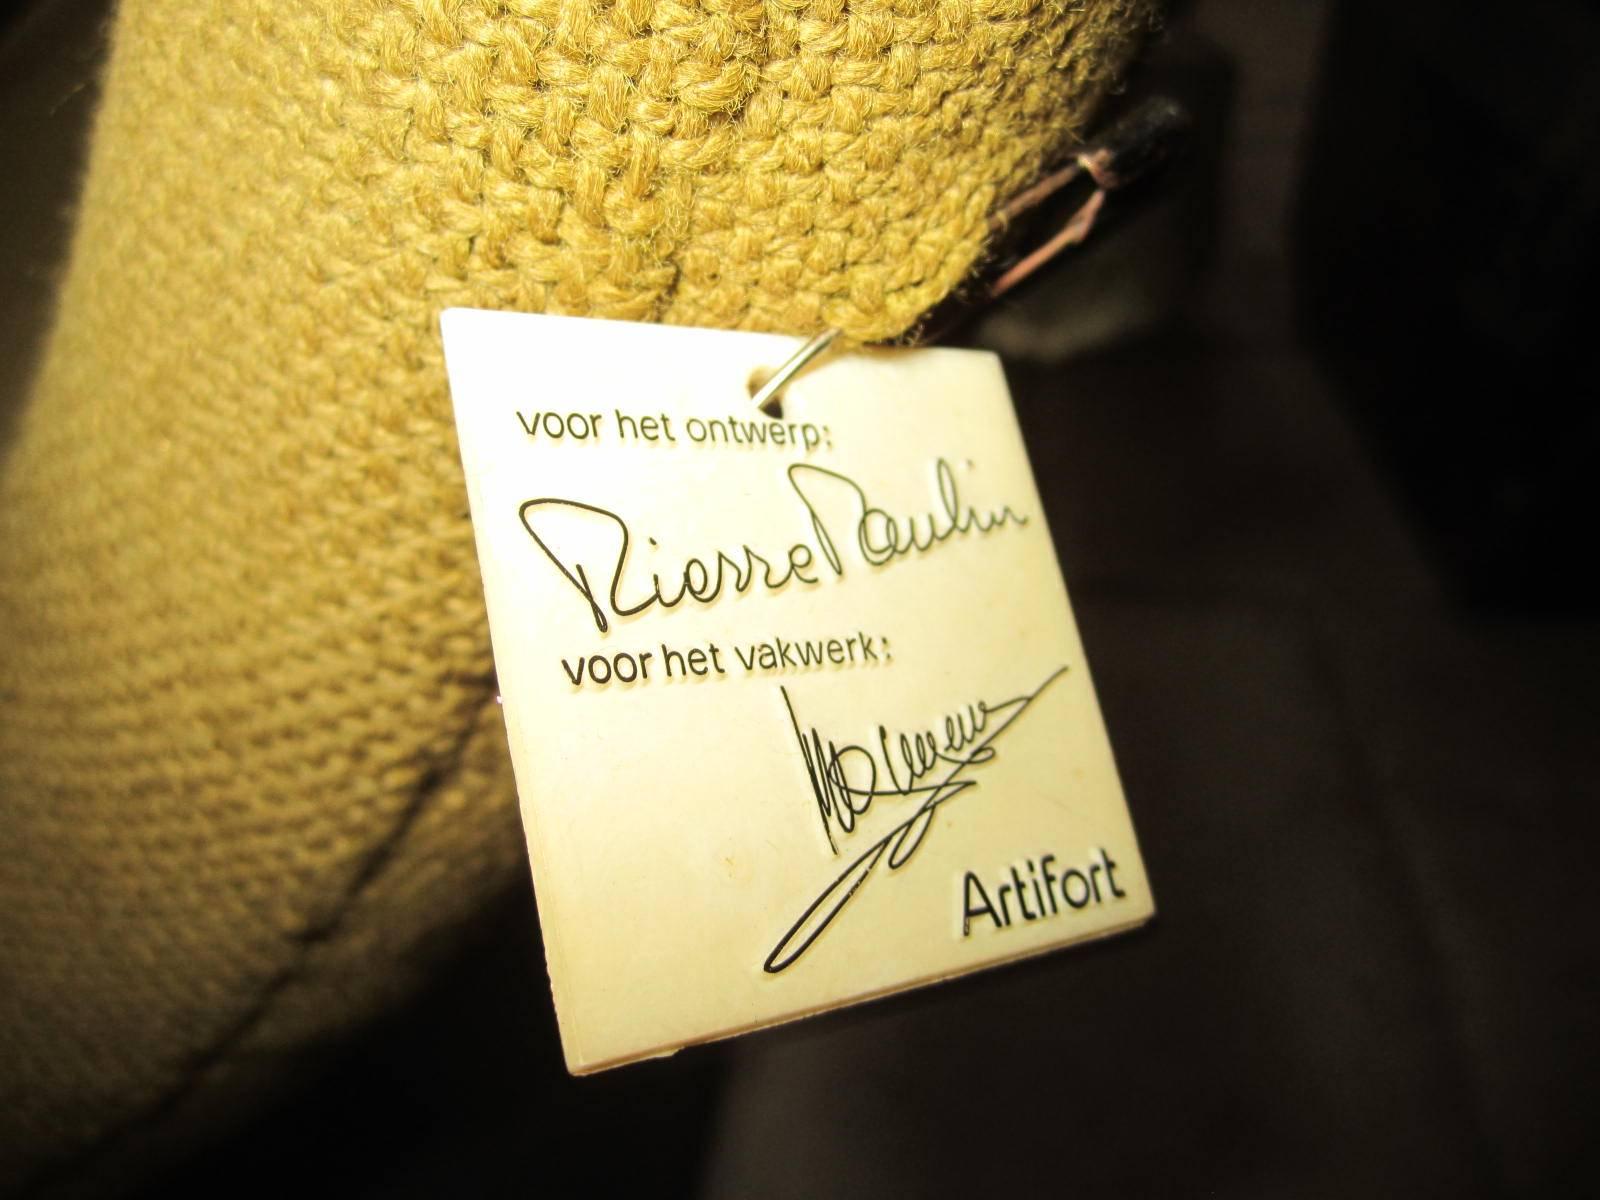 voor het ontwerp:
Pierre Paulin
voor het vakwerk:
Artifort